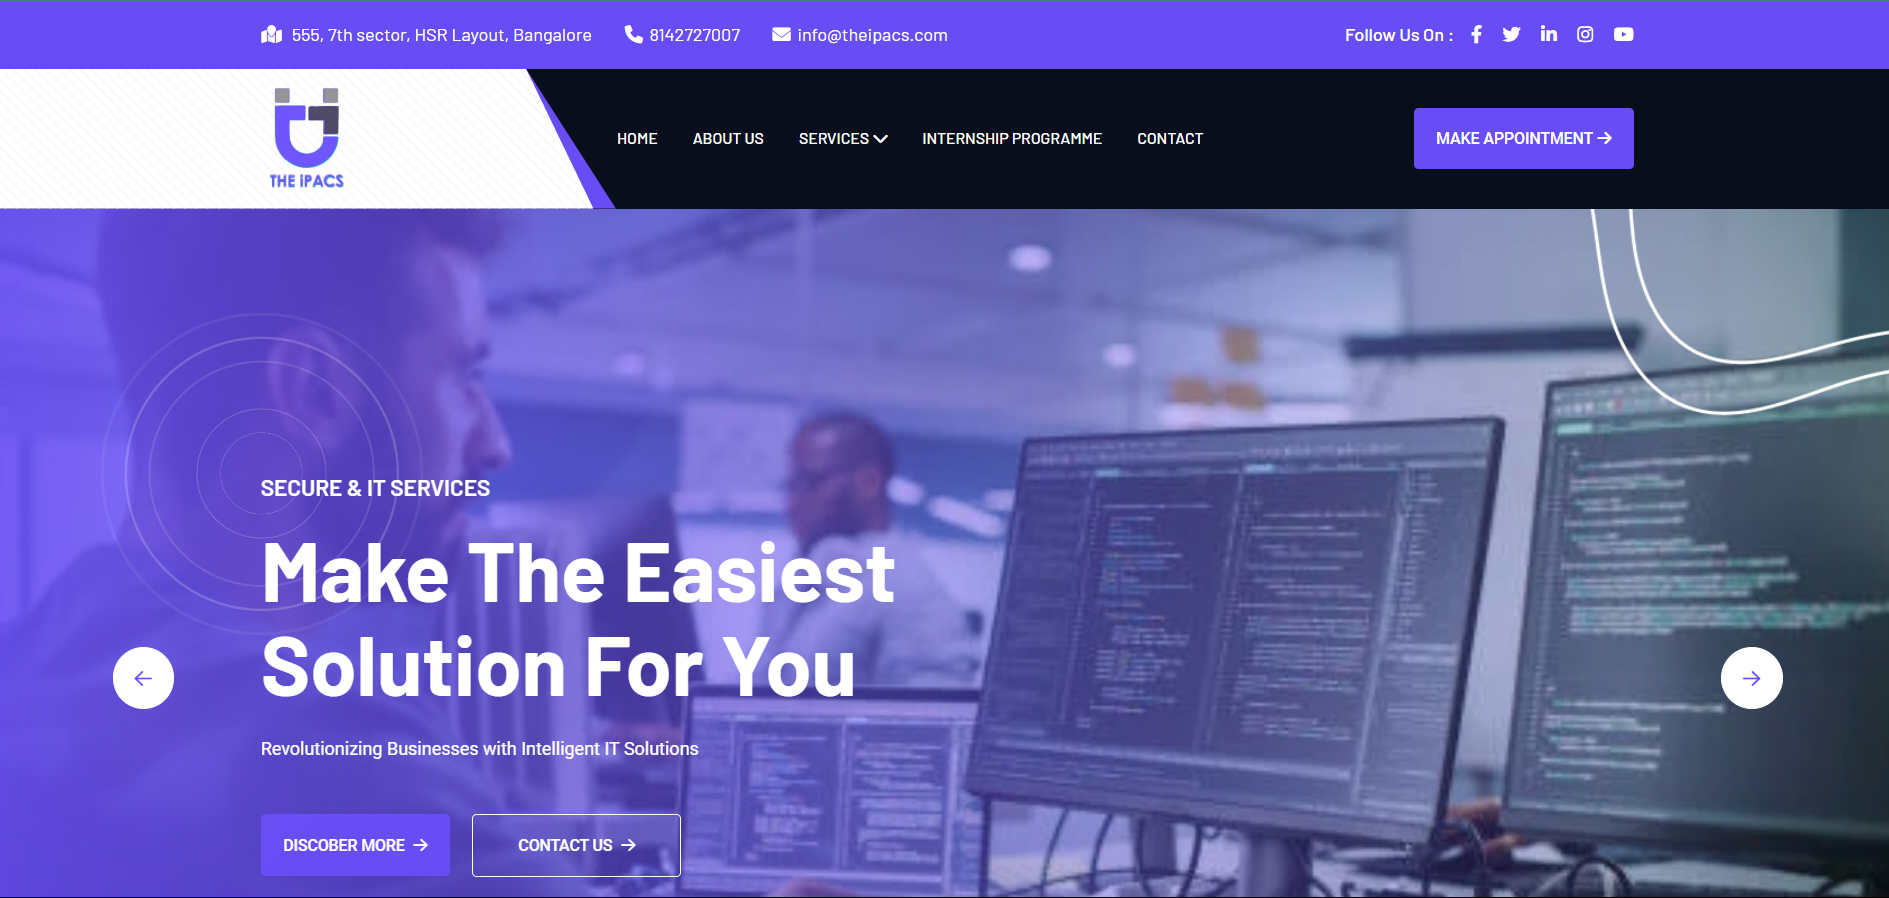 555, 7th sector, HSR Layout, Bangalore
8142727007
info@theipacs.com
Follow Us On :
THE iPACS
HOME
ABOUT US
SERVICES
INTERNSHIP PROGRAMME
CONTACT
MAKE APPOINTMENT
SECURE & IT SERVICES
Make The Easiest
Solution For You
Revolutionizing Businesses with Intelligent IT Solutions
DISCOBER MORE
CONTACT US